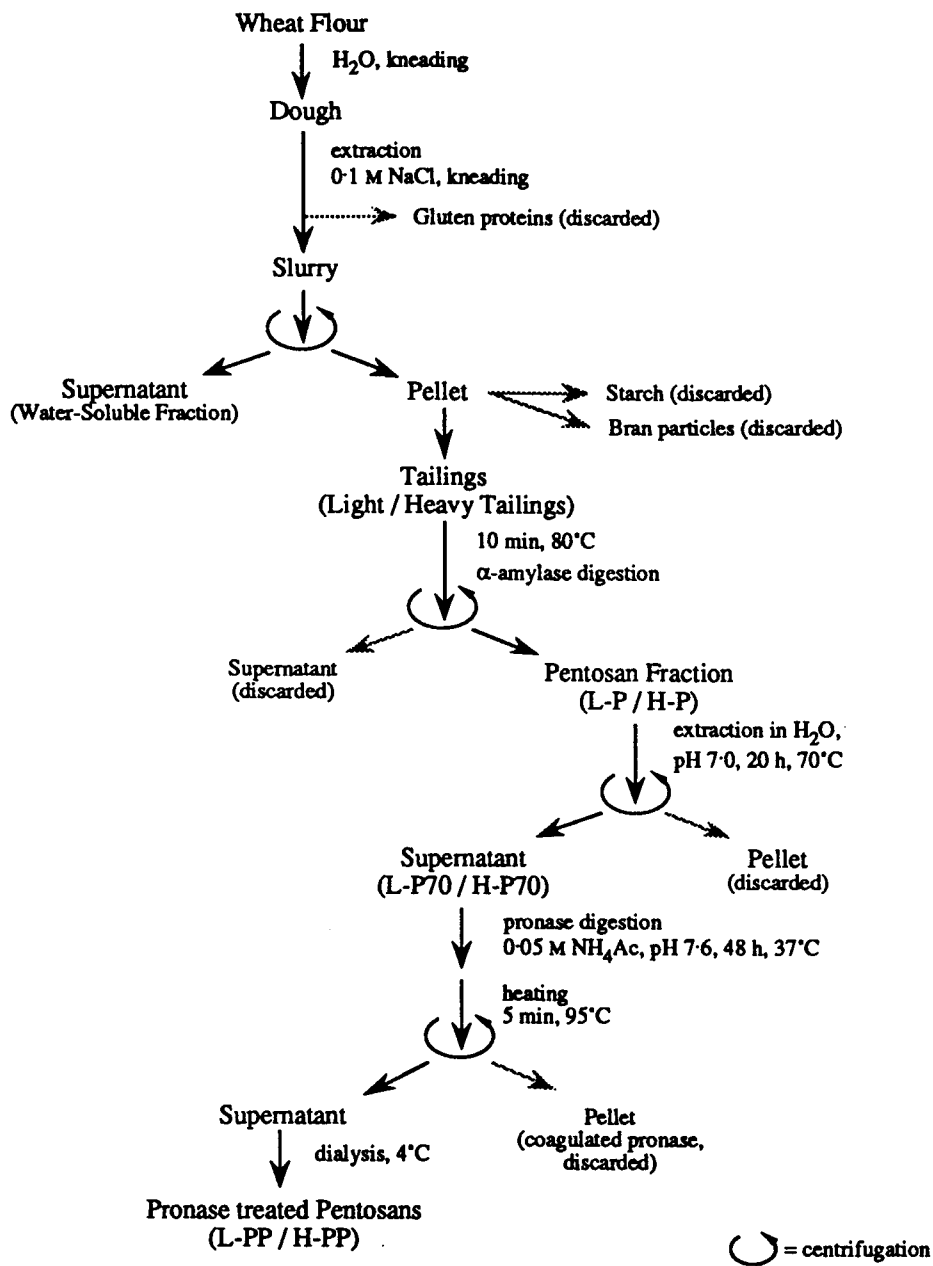 Wheat Flour
H₂O, kneading
Dough
extraction
0·1 M NaCl, kneading
Gluten proteins (discarded)
Slurry
Supernatant
(Water-Soluble Fraction)
Pellet
Starch (discarded)
Bran particles (discarded)
Tailings
(Light / Heavy Tailings)
10 min, 80°C
α-amylase digestion
Supernatant
(discarded)
Pentosan Fraction
(L-P / H-P)
extraction in H₂O,
pH 7·0, 20 h, 70°C
Supernatant
(L-P70 / H-P70)
Pellet
(discarded)
pronase digestion
0·05 M NH₄Ac, pH 7·6, 48 h, 37°C
heating
5 min, 95°C
Supernatant
Pellet
(coagulated pronase,
discarded)
dialysis, 4°C
Pronase treated Pentosans
(L-PP / H-PP)
= centrifugation